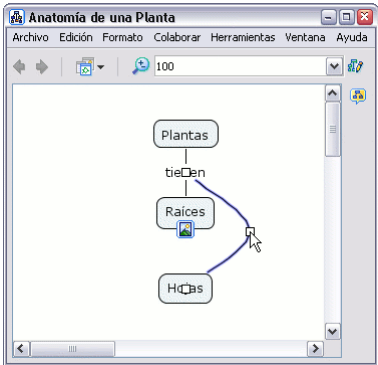 Anatomía de una Planta
Archivo Edición Formato Colaborar Herramientas Ventana Ayuda
100
Plantas
tienen
Raíces
Hojas